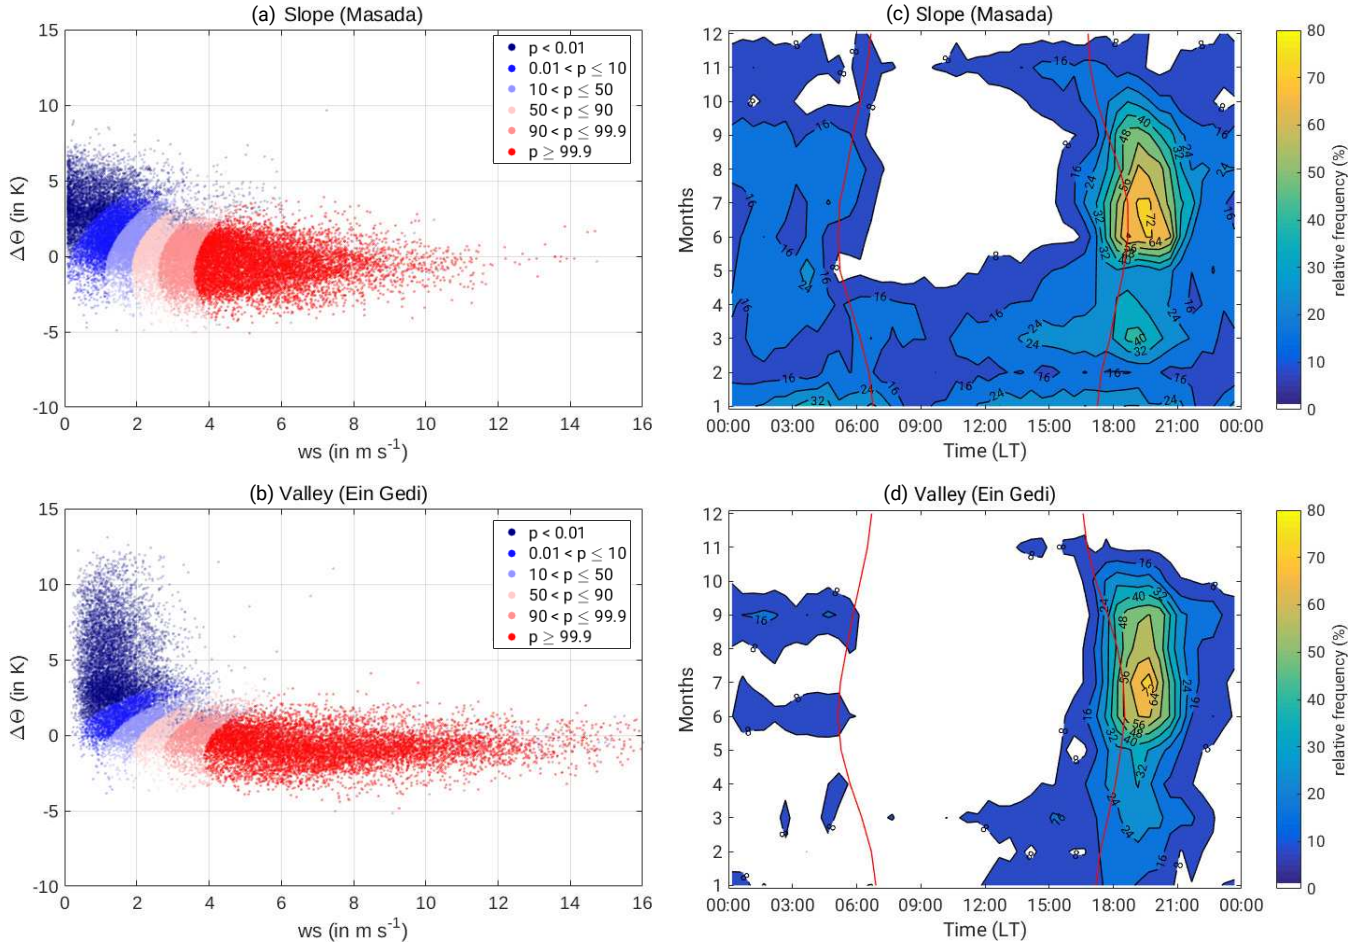 (a) Slope (Masada)
15
10
5
0
-5
-10
ΔΘ (in K)
p < 0.01
0.01 < p ≤ 10
10 < p ≤ 50
50 < p ≤ 90
90 < p ≤ 99.9
p ≥ 99.9
0 2 4 6 8 10 12 14 16
ws (in m s⁻¹)
(c) Slope (Masada)
12
11
10
9
8
7
6
5
4
3
2
1
Months
00:00 03:00 06:00 09:00 12:00 15:00 18:00 21:00 00:00
Time (LT)
80
70
60
50
40
30
20
10
0
relative frequency (%)
(b) Valley (Ein Gedi)
15
10
5
0
-5
-10
ΔΘ (in K)
p < 0.01
0.01 < p ≤ 10
10 < p ≤ 50
50 < p ≤ 90
90 < p ≤ 99.9
p ≥ 99.9
0 2 4 6 8 10 12 14 16
ws (in m s⁻¹)
(d) Valley (Ein Gedi)
12
11
10
9
8
7
6
5
4
3
2
1
Months
00:00 03:00 06:00 09:00 12:00 15:00 18:00 21:00 00:00
Time (LT)
80
70
60
50
40
30
20
10
0
relative frequency (%)